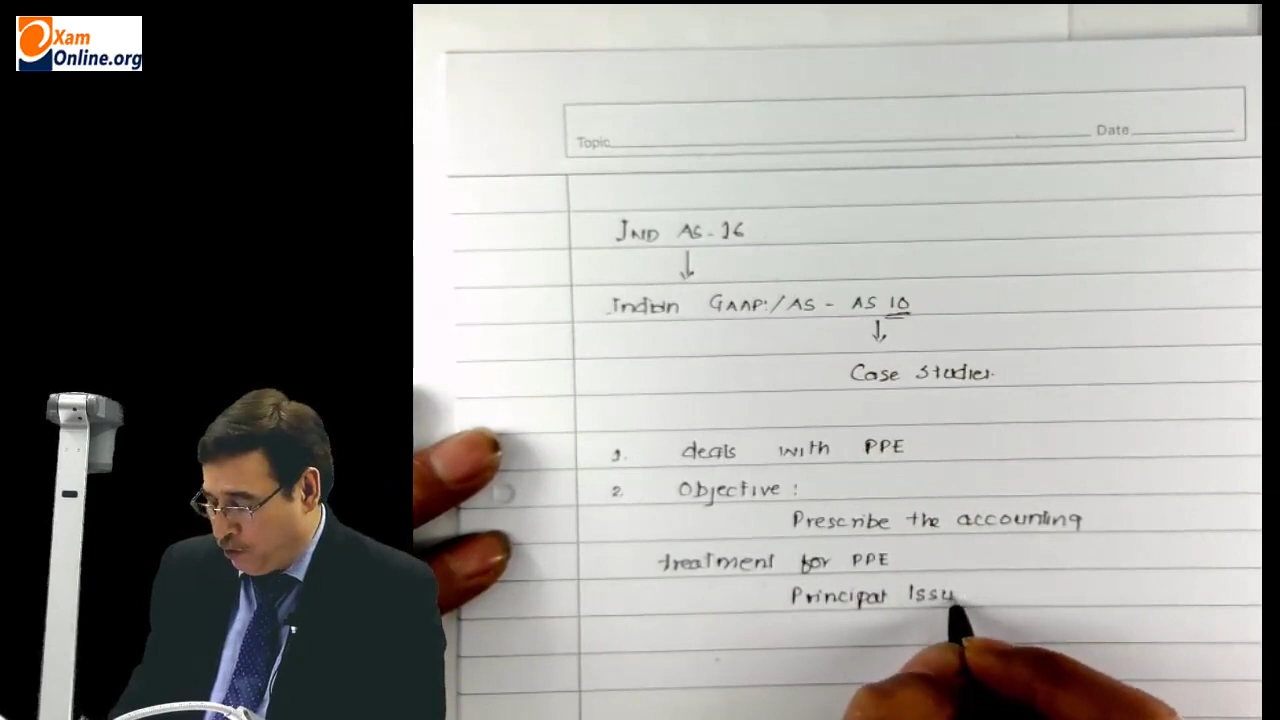 Xam
Online.org
Topic
Date
IND AS - 16
Indian GAAP:/AS - AS 10
Case Studies.
1. deals with PPE
2. Objective :
Prescribe the accounting
treatment for PPE
Principal Issu